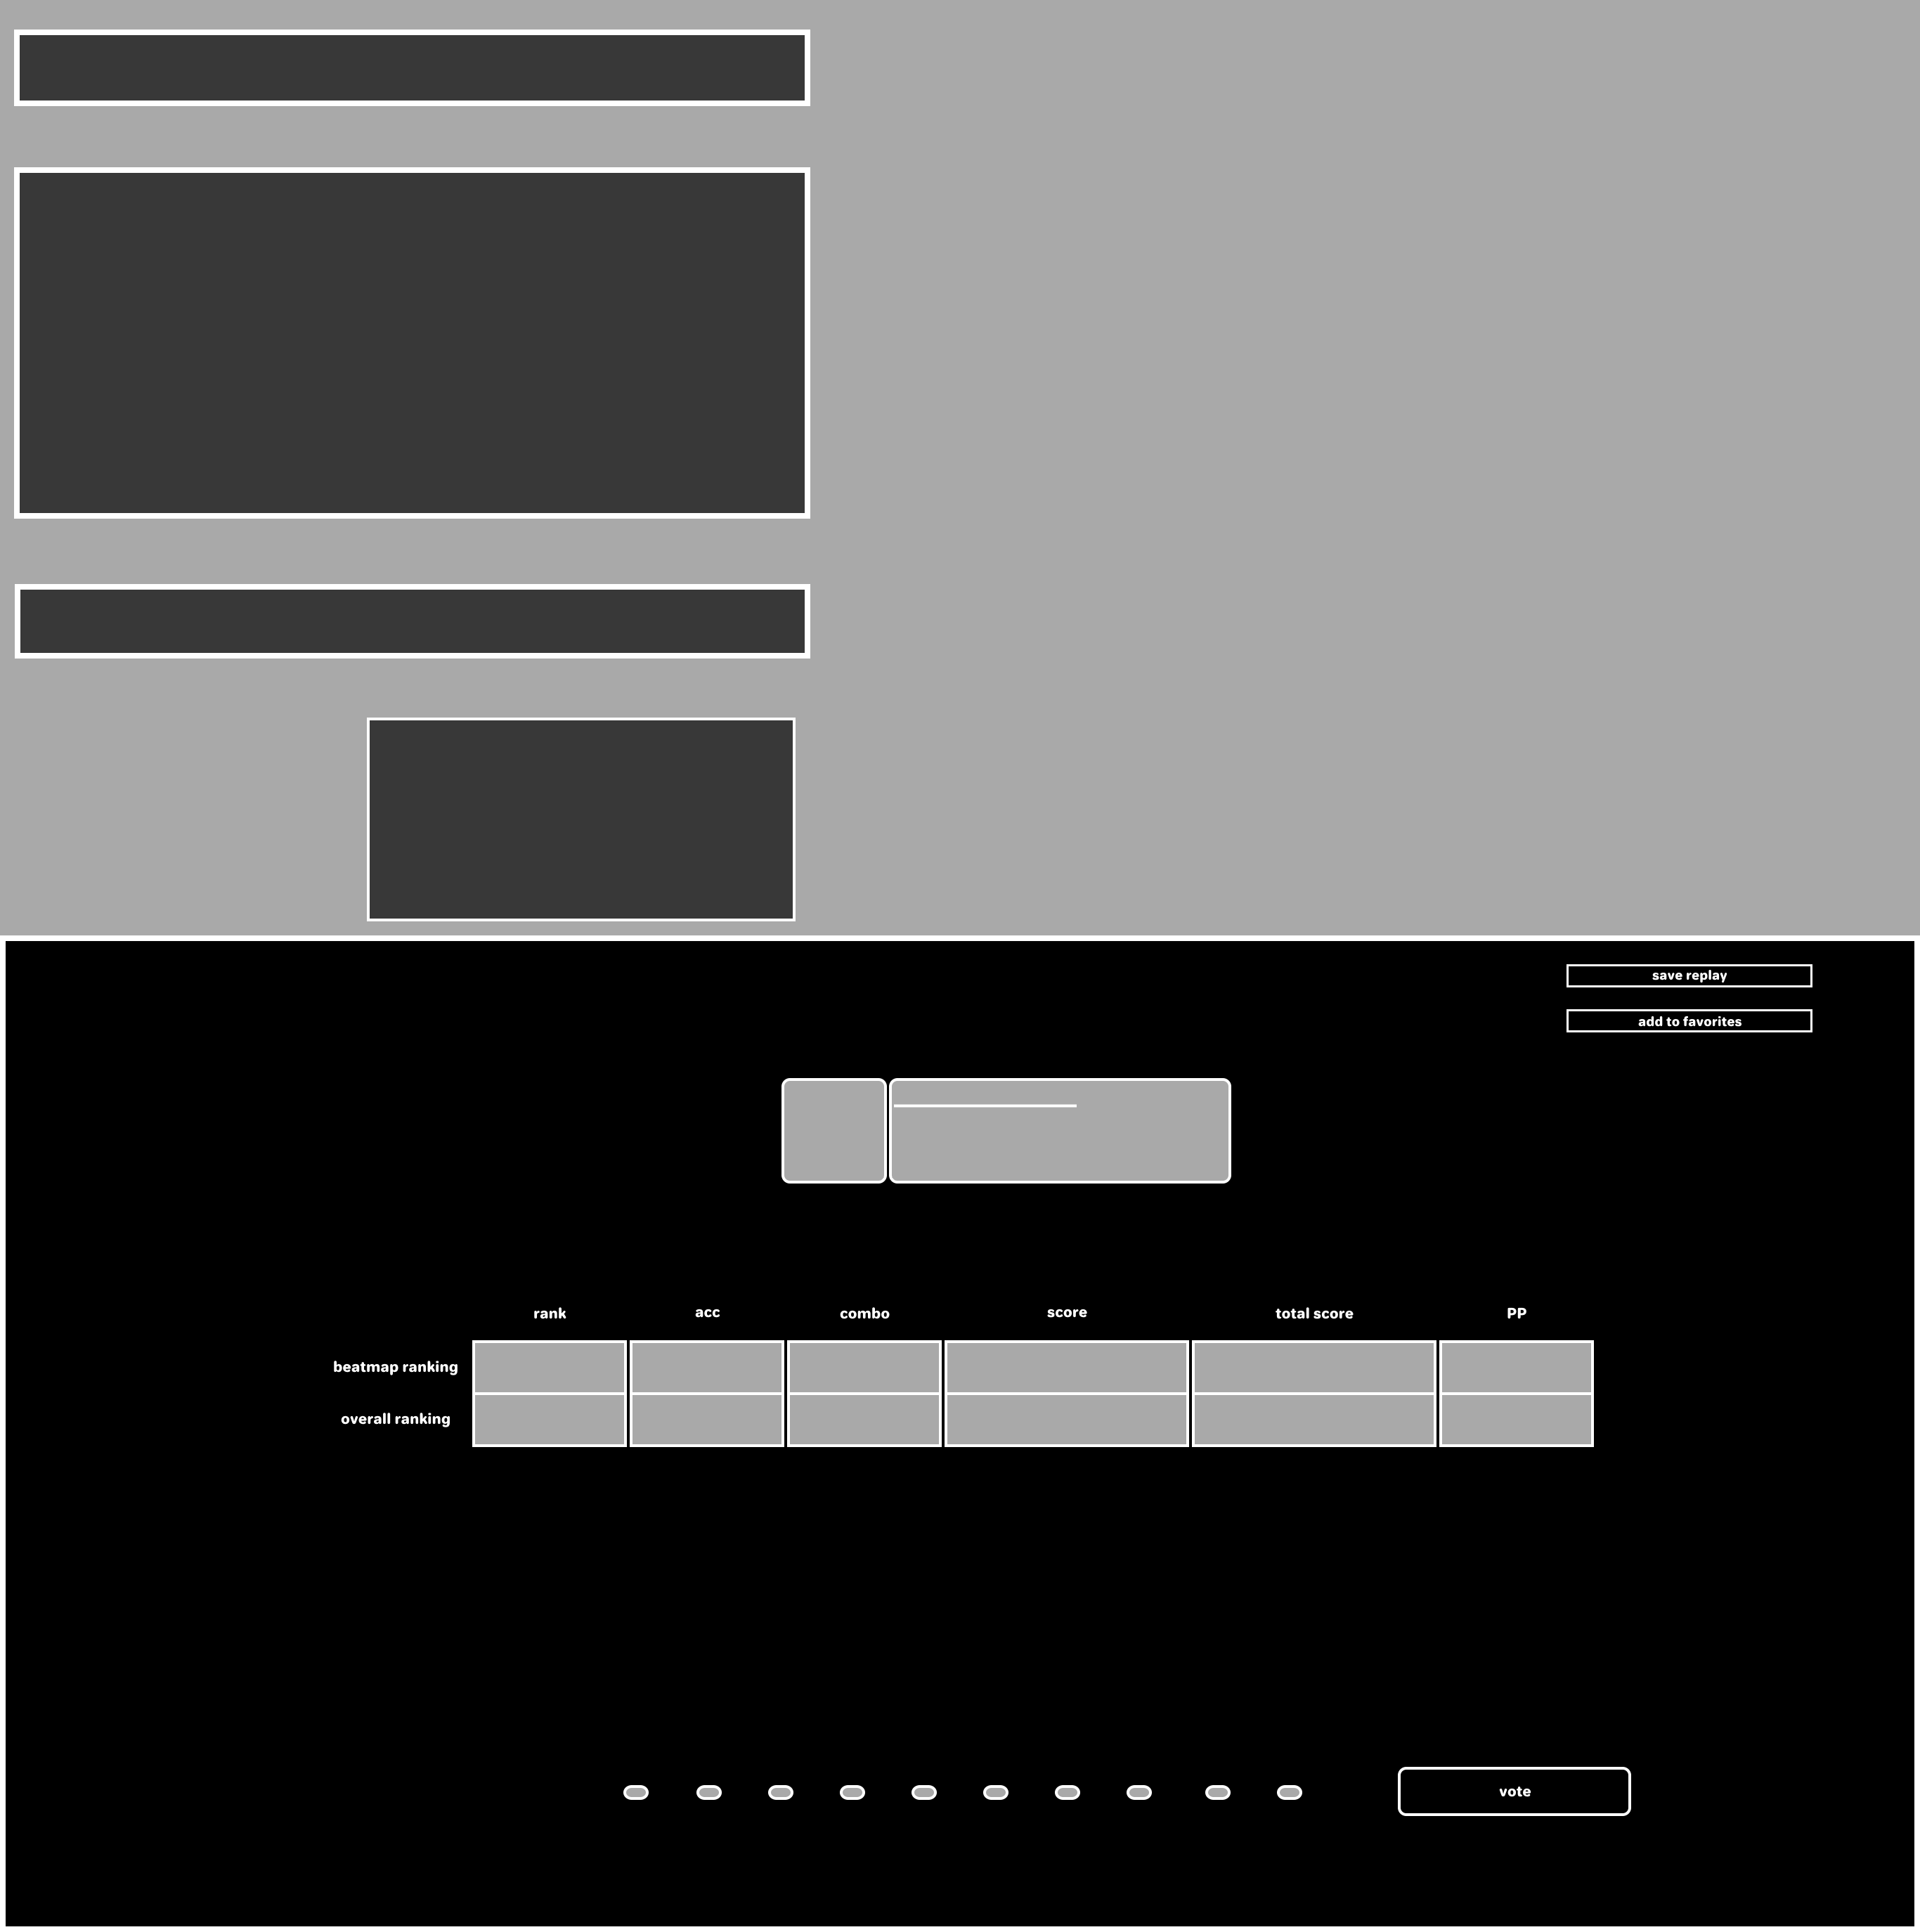 save replay
add to favorites
rank acc combo score total score PP
beatmap ranking
overall ranking
vote